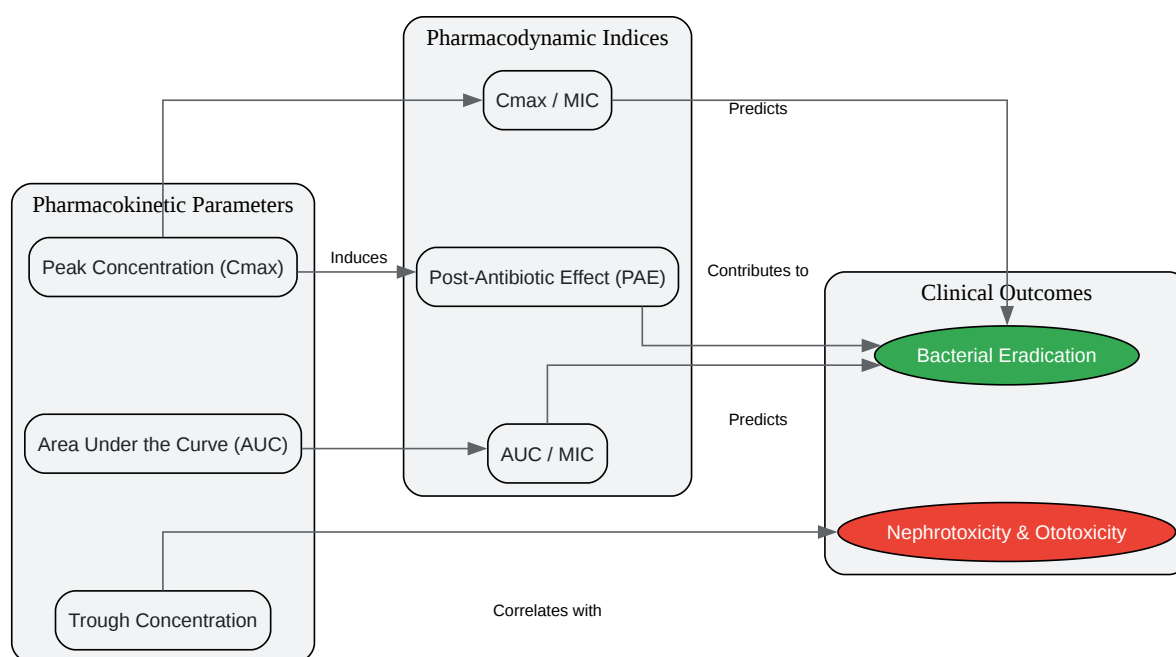 Pharmacodynamic Indices
Cmax / MIC
Predicts
Pharmacokinetic Parameters
Peak Concentration (Cmax)
Induces
Post-Antibiotic Effect (PAE)
Contributes to
Clinical Outcomes
Bacterial Eradication
Predicts
Area Under the Curve (AUC)
AUC / MIC
Nephrotoxicity & Ototoxicity
Trough Concentration
Correlates with